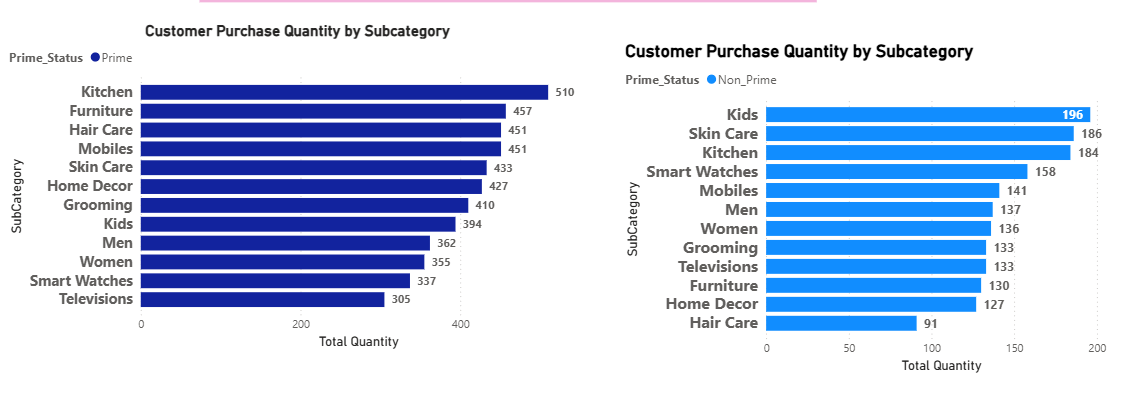 Customer Purchase Quantity by Subcategory
Prime_Status Prime
SubCategory
Kitchen 510
Furniture 457
Hair Care 451
Mobiles 451
Skin Care 433
Home Decor 427
Grooming 410
Kids 394
Men 362
Women 355
Smart Watches 337
Televisions 305
0 200 400
Total Quantity
Customer Purchase Quantity by Subcategory
Prime_Status Non_Prime
SubCategory
Kids 196
Skin Care 186
Kitchen 184
Smart Watches 158
Mobiles 141
Men 137
Women 136
Grooming 133
Televisions 133
Furniture 130
Home Decor 127
Hair Care 91
0 50 100 150 200
Total Quantity